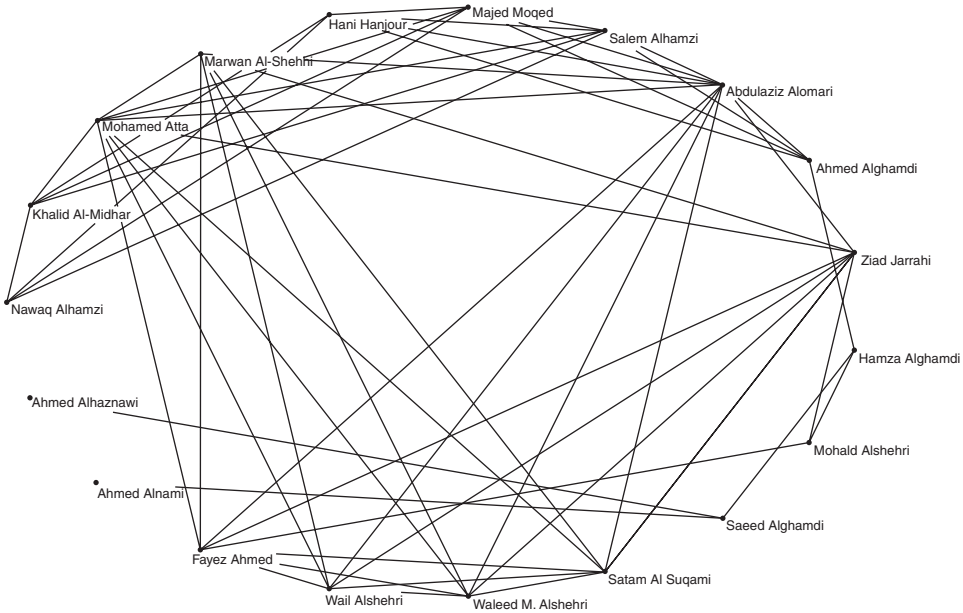 Majed Moqed
Hani Hanjour
Salem Alhamzi
Marwan Al-Shehhi
Abdulaziz Alomari
Mohamed Atta
Ahmed Alghamdi
Khalid Al-Midhar
Ziad Jarrahi
Nawaq Alhamzi
Hamza Alghamdi
Ahmed Alhaznawi
Mohald Alshehri
Ahmed Alnami
Saeed Alghamdi
Fayez Ahmed
Satam Al Suqami
Wail Alshehri
Waleed M. Alshehri